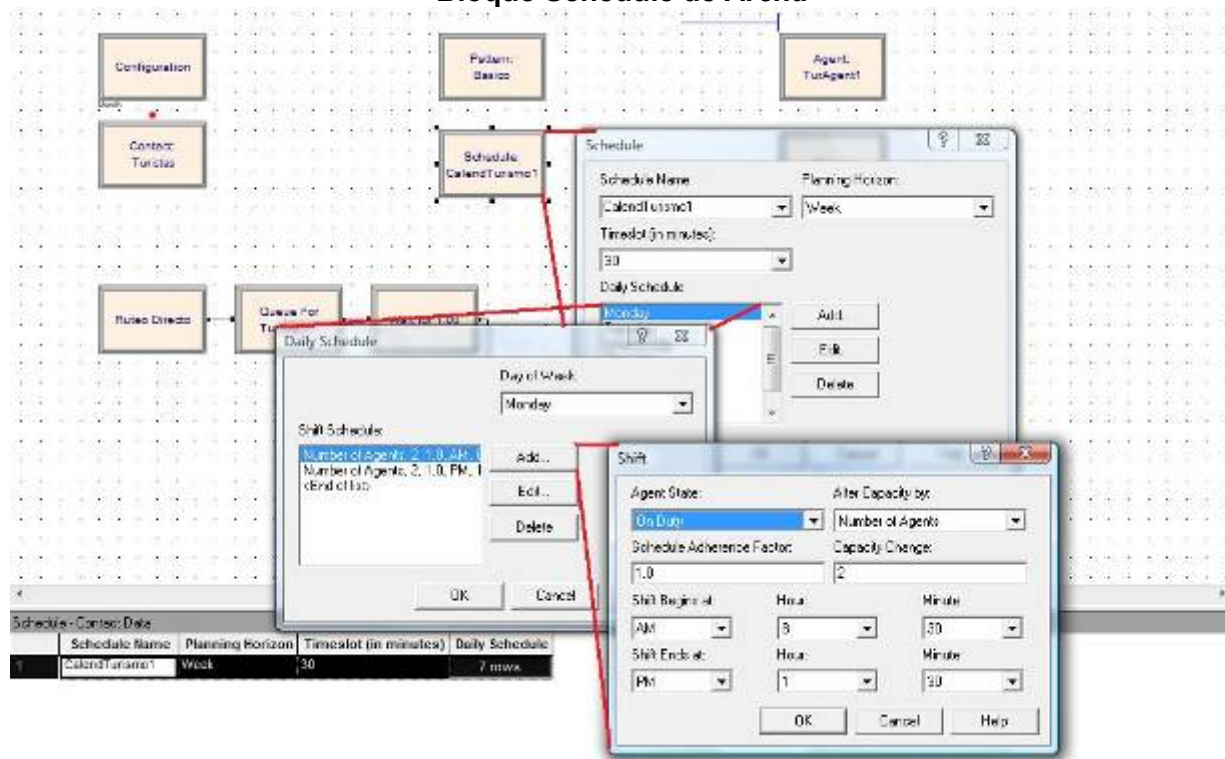 Bloque Schedule de Arena
Configuration
Pattern:
Basico
Agent:
TurAgent1
Contact:
Turistas
Schedule:
CalendTurismo1
Ruteo Directo
Queue For
Schedule
Schedule Name
Planning Horizon:
CalendTurismo1
Week
Timeslot (in minutes):
30
Daily Schedule
Monday
Add..
Edit..
Delete
Daily Schedule
Day of Week:
Monday
Shift Schedule:
Number of Agents, 2, 1.0, AM,
Number of Agents, 2, 1.0, PM, 1
<End of list>
Add...
Edit...
Delete
OK
Cancel
Shift
Agent State:
Alter Capacity by:
On Duty
Number of Agents
Schedule Adherence Factor:
Capacity Change:
1.0
2
Shift Begins at:
Hour:
Minute:
AM
8
30
Shift Ends at:
Hour:
Minute:
PM
1
30
OK
Cancel
Help
Schedule - Contact Data
Schedule Name
Planning Horizon
Timeslot (in minutes)
Daily Schedule
1
CalendTurismo1
Week
30
7 rows